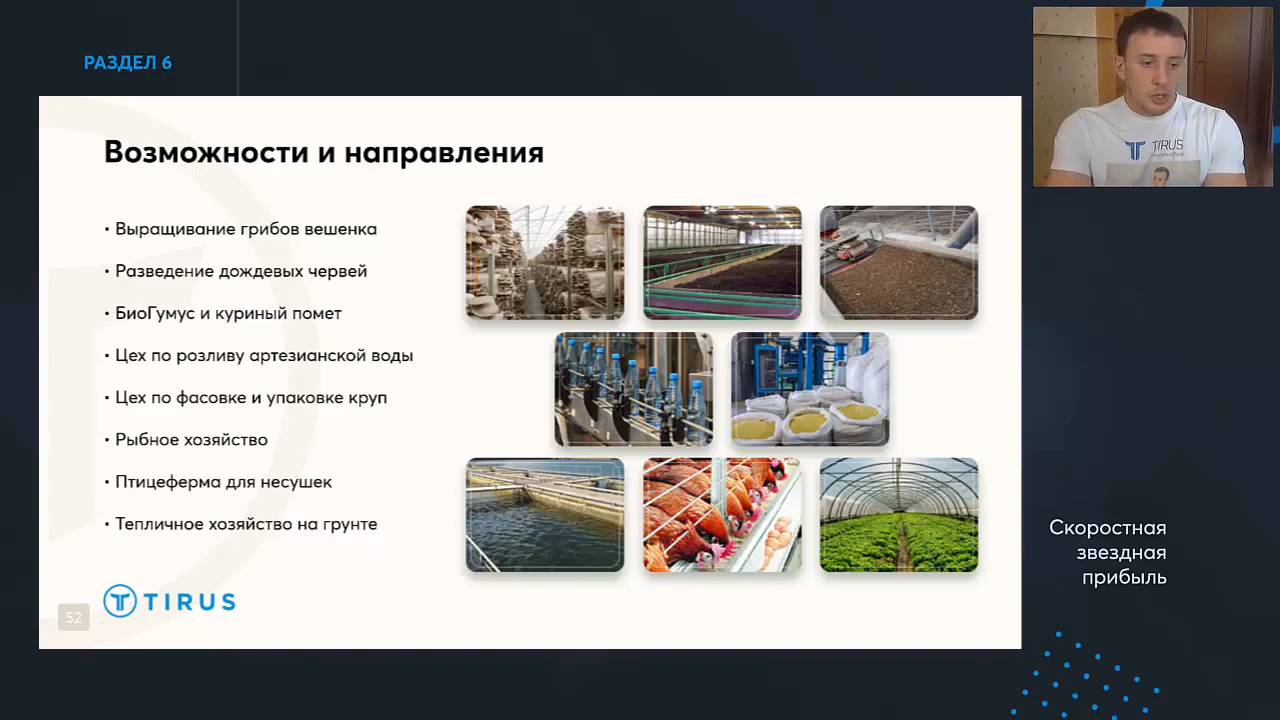 РАЗДЕЛ 6
Возможности и направления
• Выращивание грибов вешенка
• Разведение дождевых червей
• БиоГумус и куриный помет
• Цех по розливу артезианской воды
• Цех по фасовке и упаковке круп
• Рыбное хозяйство
• Птицеферма для несушек
• Тепличное хозяйство на грунте
52
TIRUS
TIRUS
Скоростная
звездная
прибыль